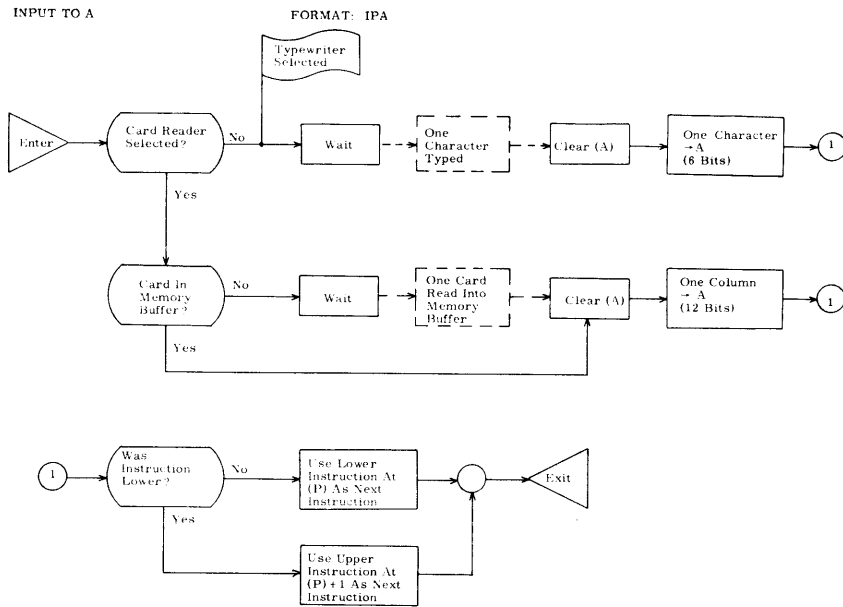 INPUT TO A
FORMAT: IPA
Typewriter
Selected
Enter
Card Reader
Selected?
No
Wait
One
Character
Typed
Clear (A)
One Character
→A
(6 Bits)
1
Yes
Card In
Memory
Buffer?
No
Wait
One Card
Read Into
Memory
Buffer
Clear (A)
One Column
→ A
(12 Bits)
1
Yes
1
Was
Instruction
Lower?
No
Use Lower
Instruction At
(P) As Next
Instruction
Exit
Yes
Use Upper
Instruction At
(P)+1 As Next
Instruction